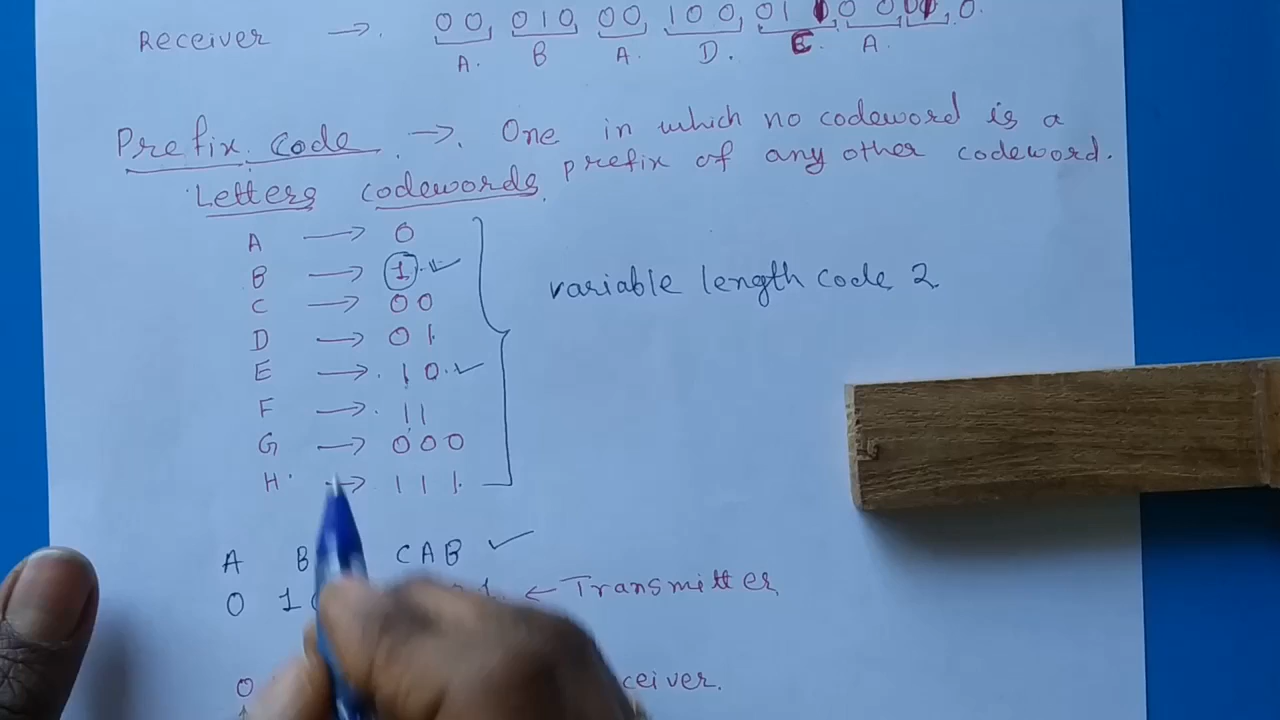 Receiver → 00, 010 00, 100, 01 0 0 0.
A. B A. D. E. A.
Prefix code → One in which no codeword is a
prefix of any other codeword.
Letters codewords
A → 0
B → 1
C → 00
D → 01
E → 10
F → 11
G → 000
H → 111
variable length code 2
A B CAB
0 1 1 ← Transmitter
0 ceiver.